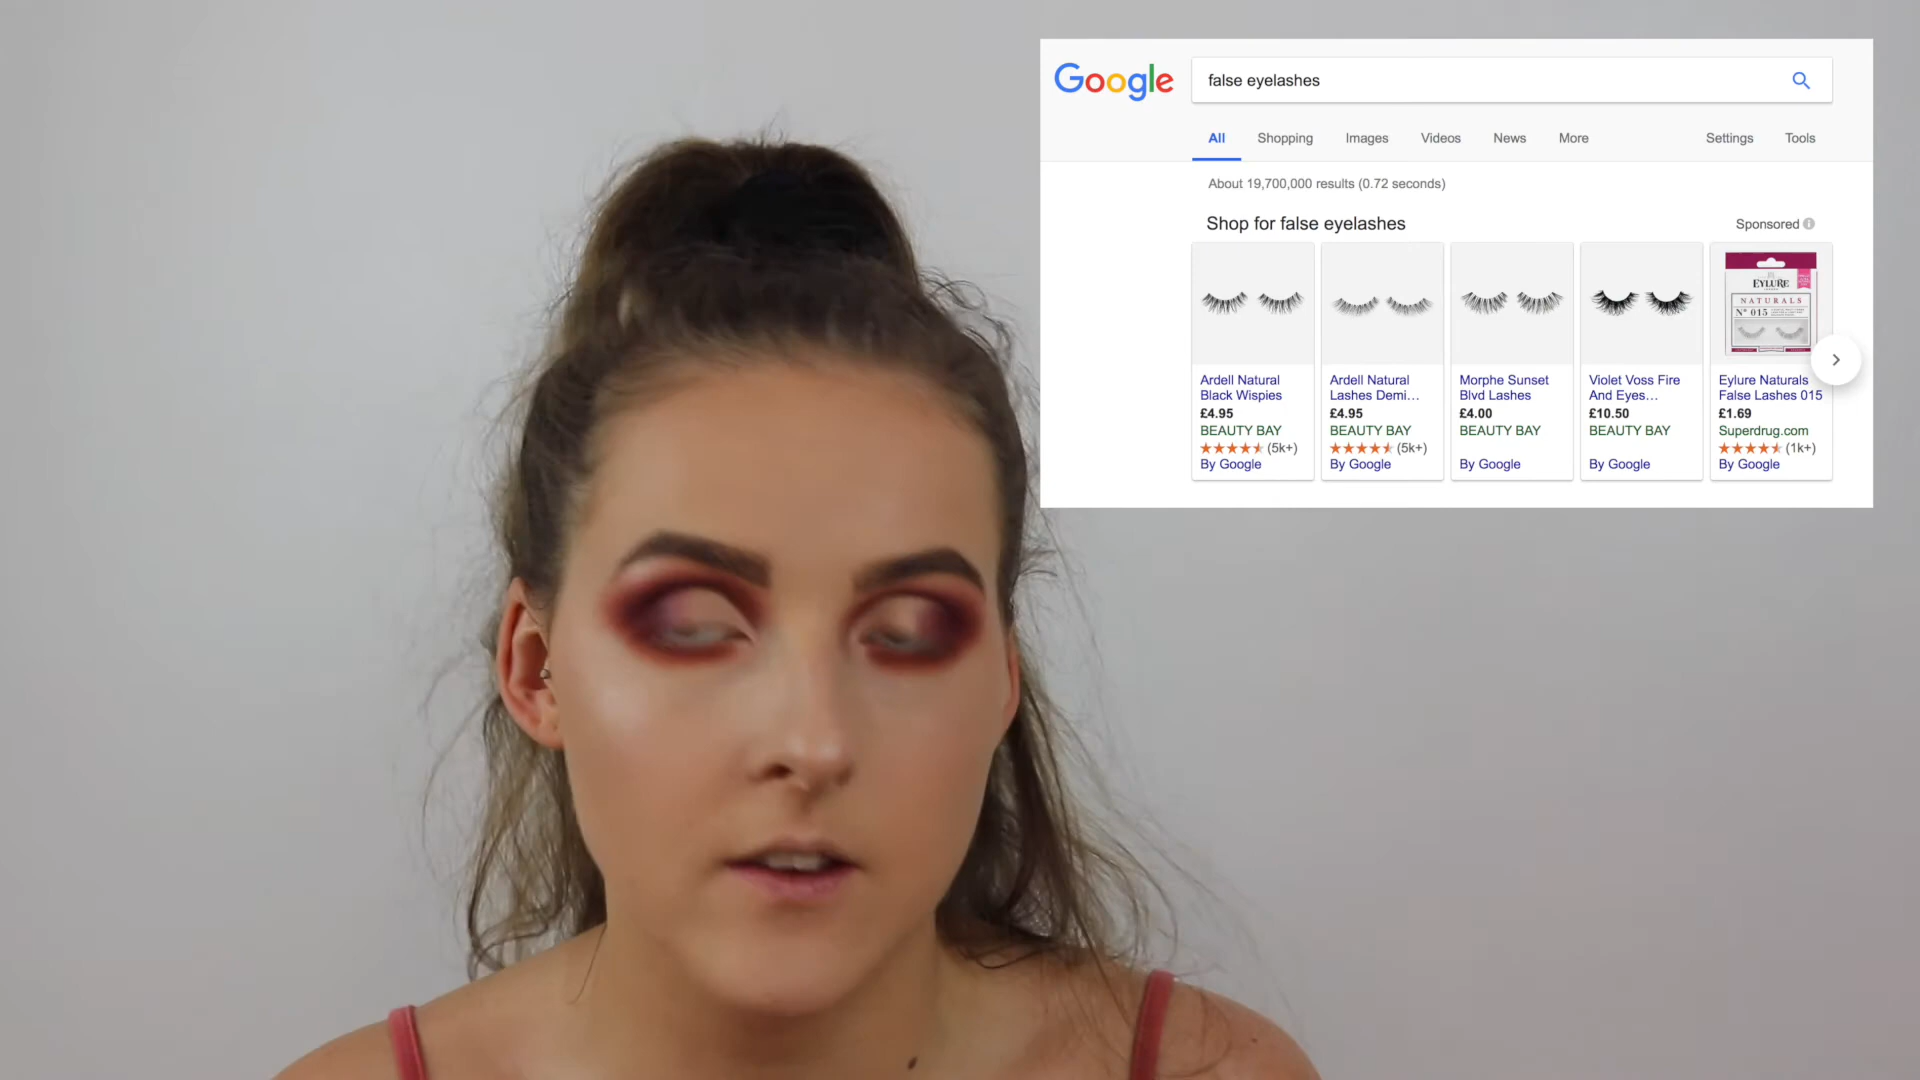 Google
false eyelashes
All Shopping Images Videos News More Settings Tools
About 19,700,000 results (0.72 seconds)
Shop for false eyelashes
Sponsored
Ardell Natural
Black Wispies
£4.95
BEAUTY BAY
(5k+)
By Google
Ardell Natural
Lashes Demi...
£4.95
BEAUTY BAY
(5k+)
By Google
Morphe Sunset
Blvd Lashes
£4.00
BEAUTY BAY
By Google
Violet Voss Fire
And Eyes...
£10.50
BEAUTY BAY
By Google
EYLURE
NATURALS
Nº 015
Eylure Naturals
False Lashes 015
£1.69
Superdrug.com
(1k+)
By Google